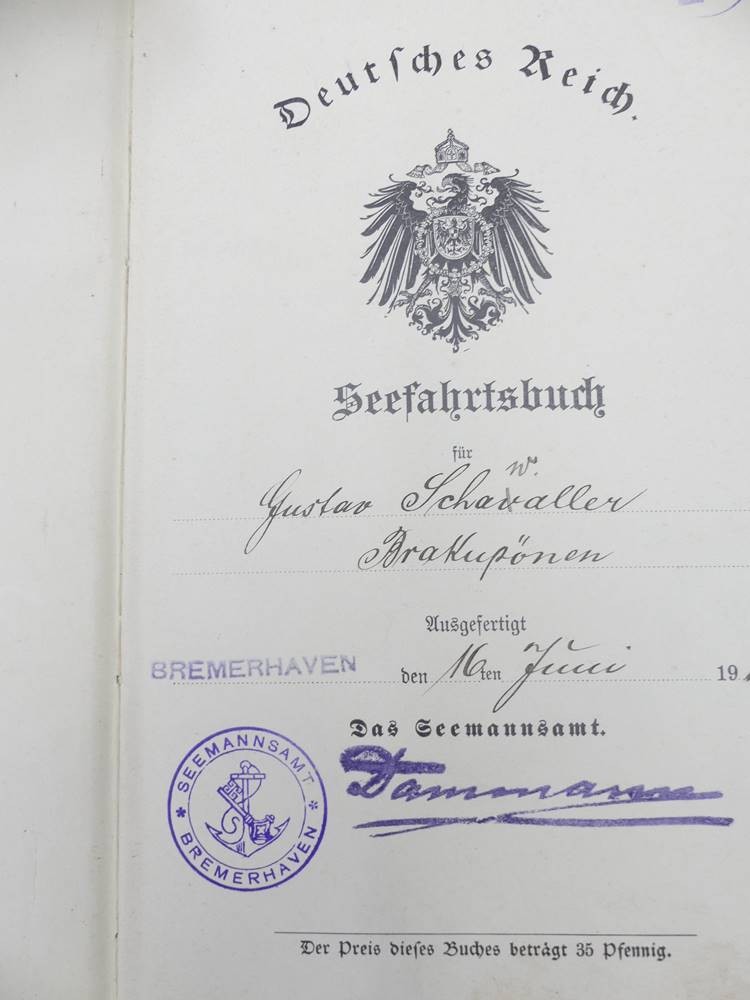 Deutſches Reich.
Seefahrtsbuch
für
w.
Gustav Schawaller
Brakupönen
Ausgefertigt
BREMERHAVEN den 16ten Juni 19
Das Seemannsamt.
Dammann
SEEMANNSAMT
* BREMERHAVEN *
Der Preis dieſes Buches beträgt 35 Pfennig.